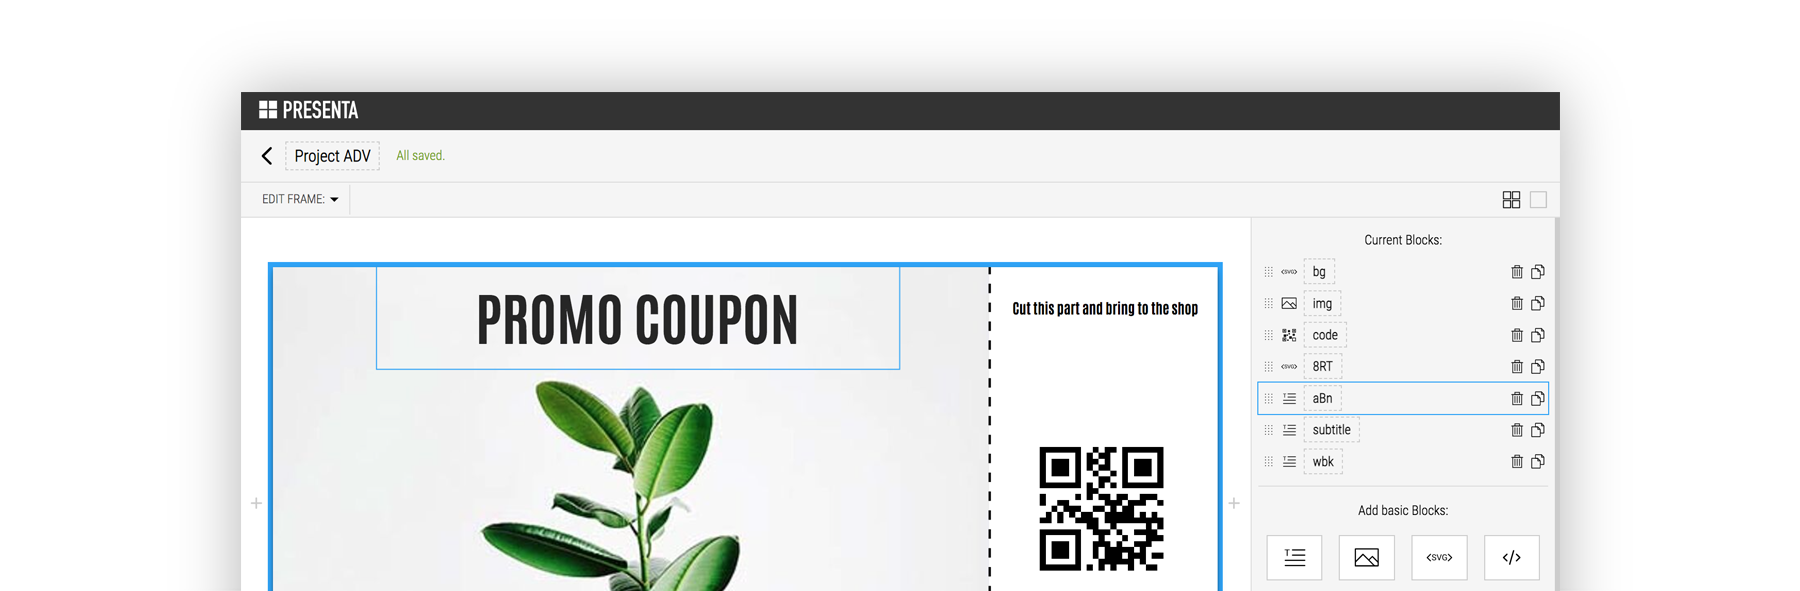 PRESENTA
Project ADV
All saved.
EDIT FRAME:
PROMO COUPON
Cut this part and bring to the shop
Current Blocks:
<SVG> bg
img
code
<SVG> 8RT
aBn
subtitle
wbk
Add basic Blocks:
T <SVG> </>